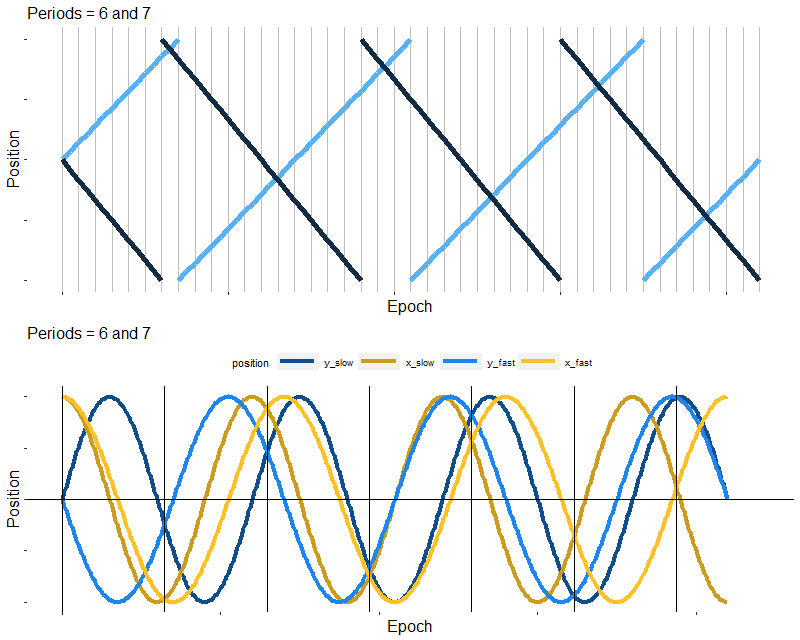 Periods = 6 and 7
Position
Epoch
Periods = 6 and 7
position y_slow x_slow y_fast x_fast
Position
Epoch